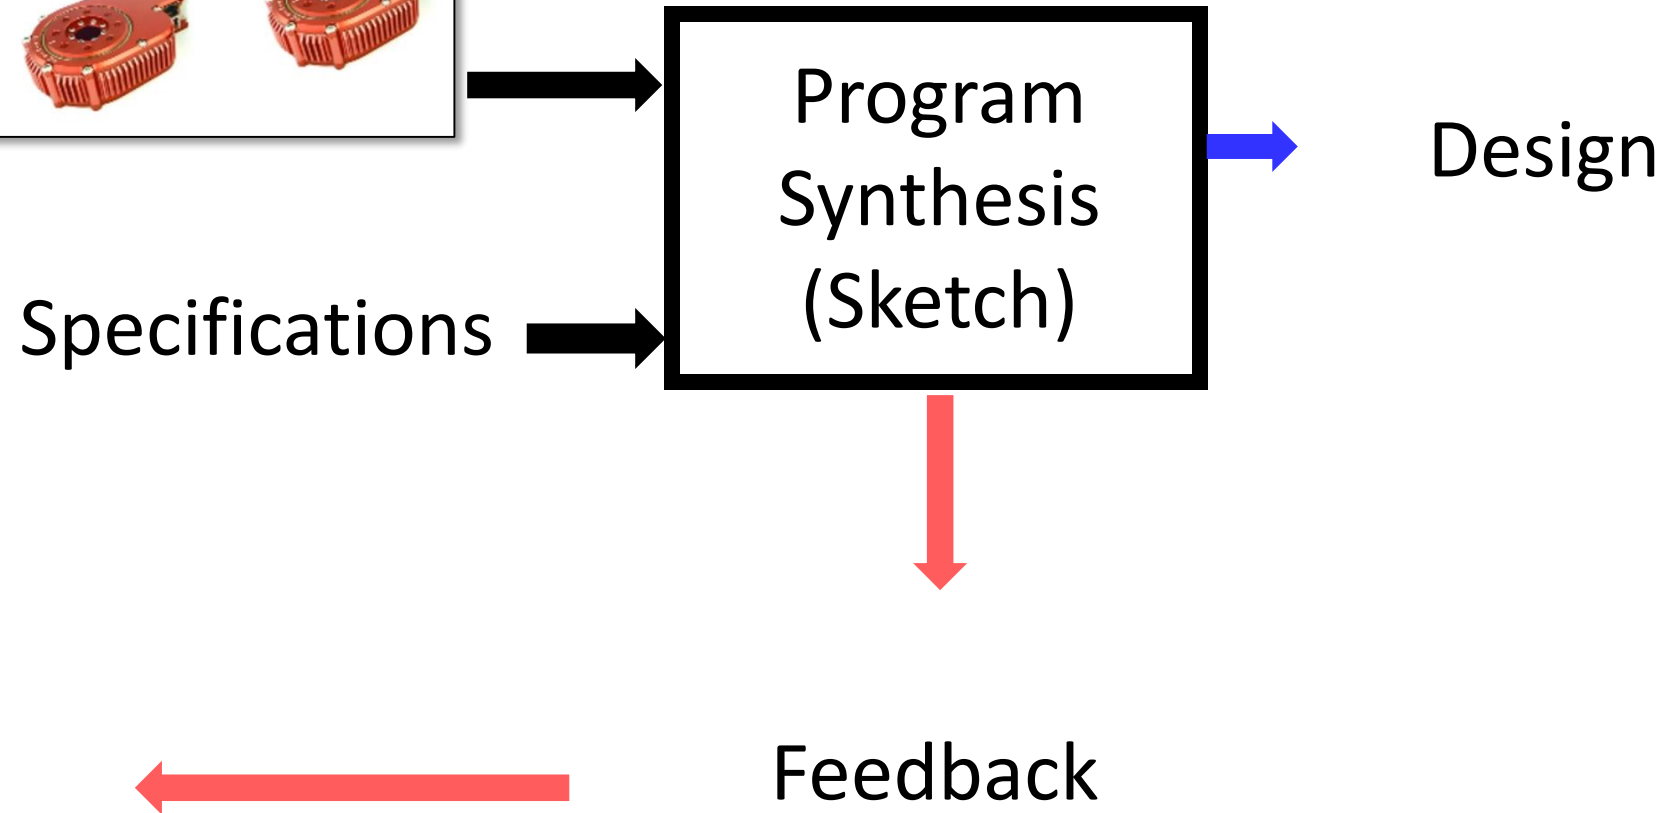 Program
Synthesis
(Sketch)
Design
Specifications
Feedback